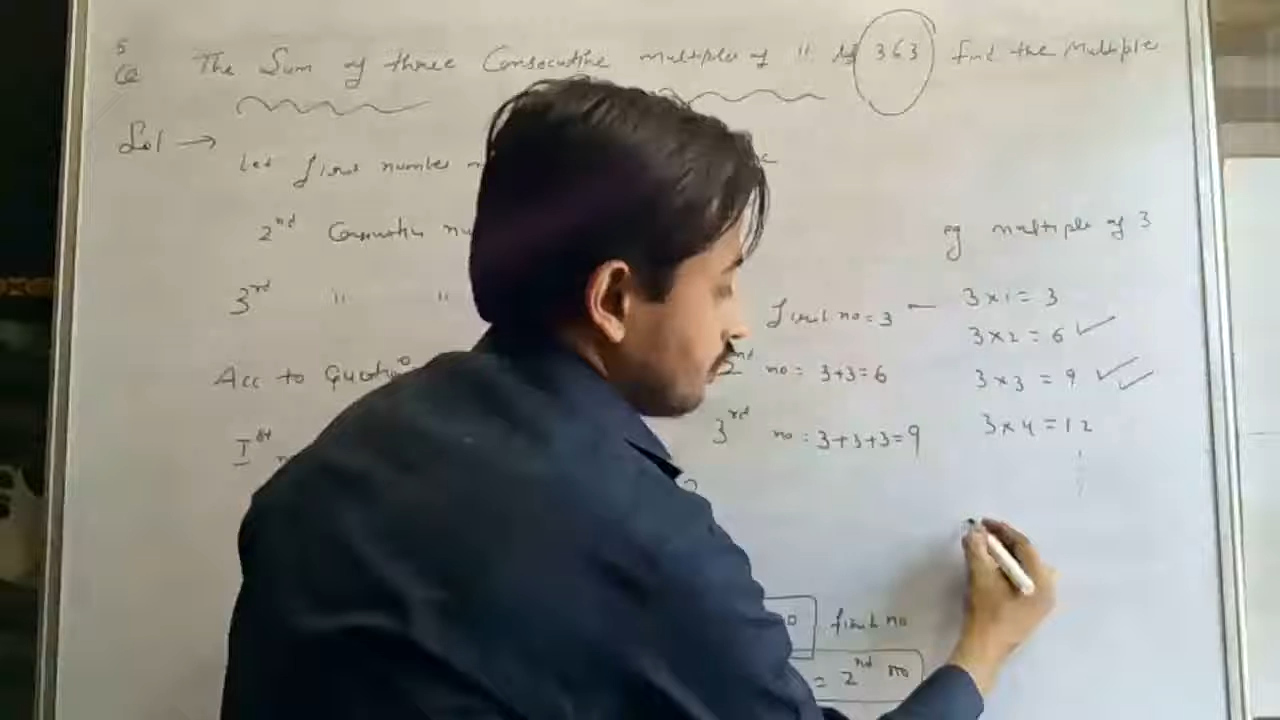 5
Q The Sum of three Consecutive multiples of 11 is 363 find the Multiples
Sol →
Let first number
2nd Consecutive nu
3rd " "
Acc to Question
Ist
eg multiple of 3
3 x 1 = 3
3 x 2 = 6
3 x 3 = 9
3 x 4 = 12
first no = 3
2nd no = 3+3=6
3rd no = 3+3+3=9
first no
= 2nd no